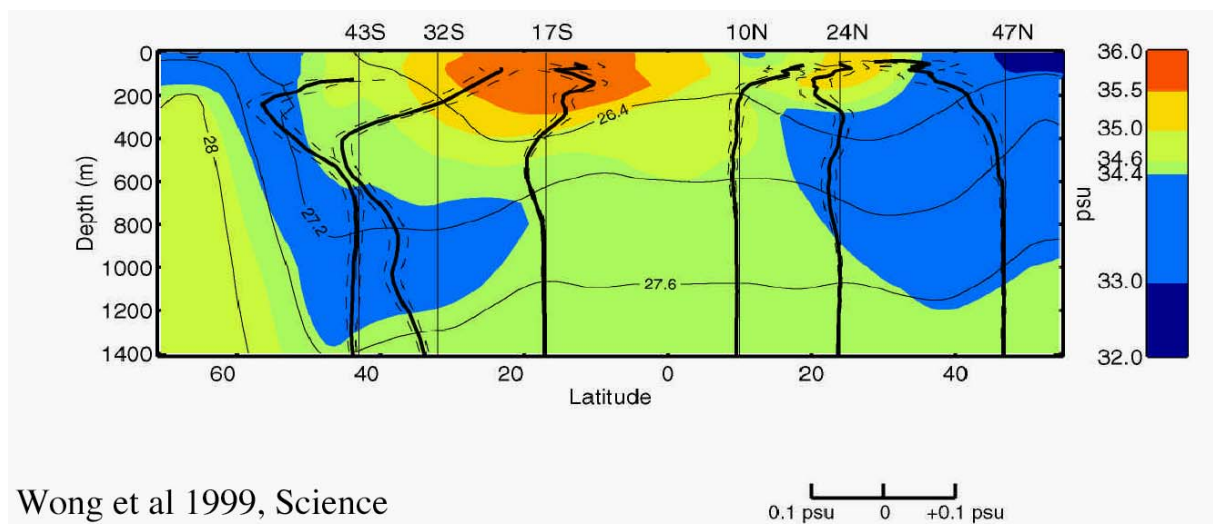 43S 32S 17S 10N 24N 47N
0
200
400
600
800
1000
1200
1400
Depth (m)
28
27.2
26.4
27.6
60 40 20 0 20 40
Latitude
36.0
35.5
35.0
34.6
34.4
33.0
32.0
psu
Wong et al 1999, Science
0.1 psu 0 +0.1 psu